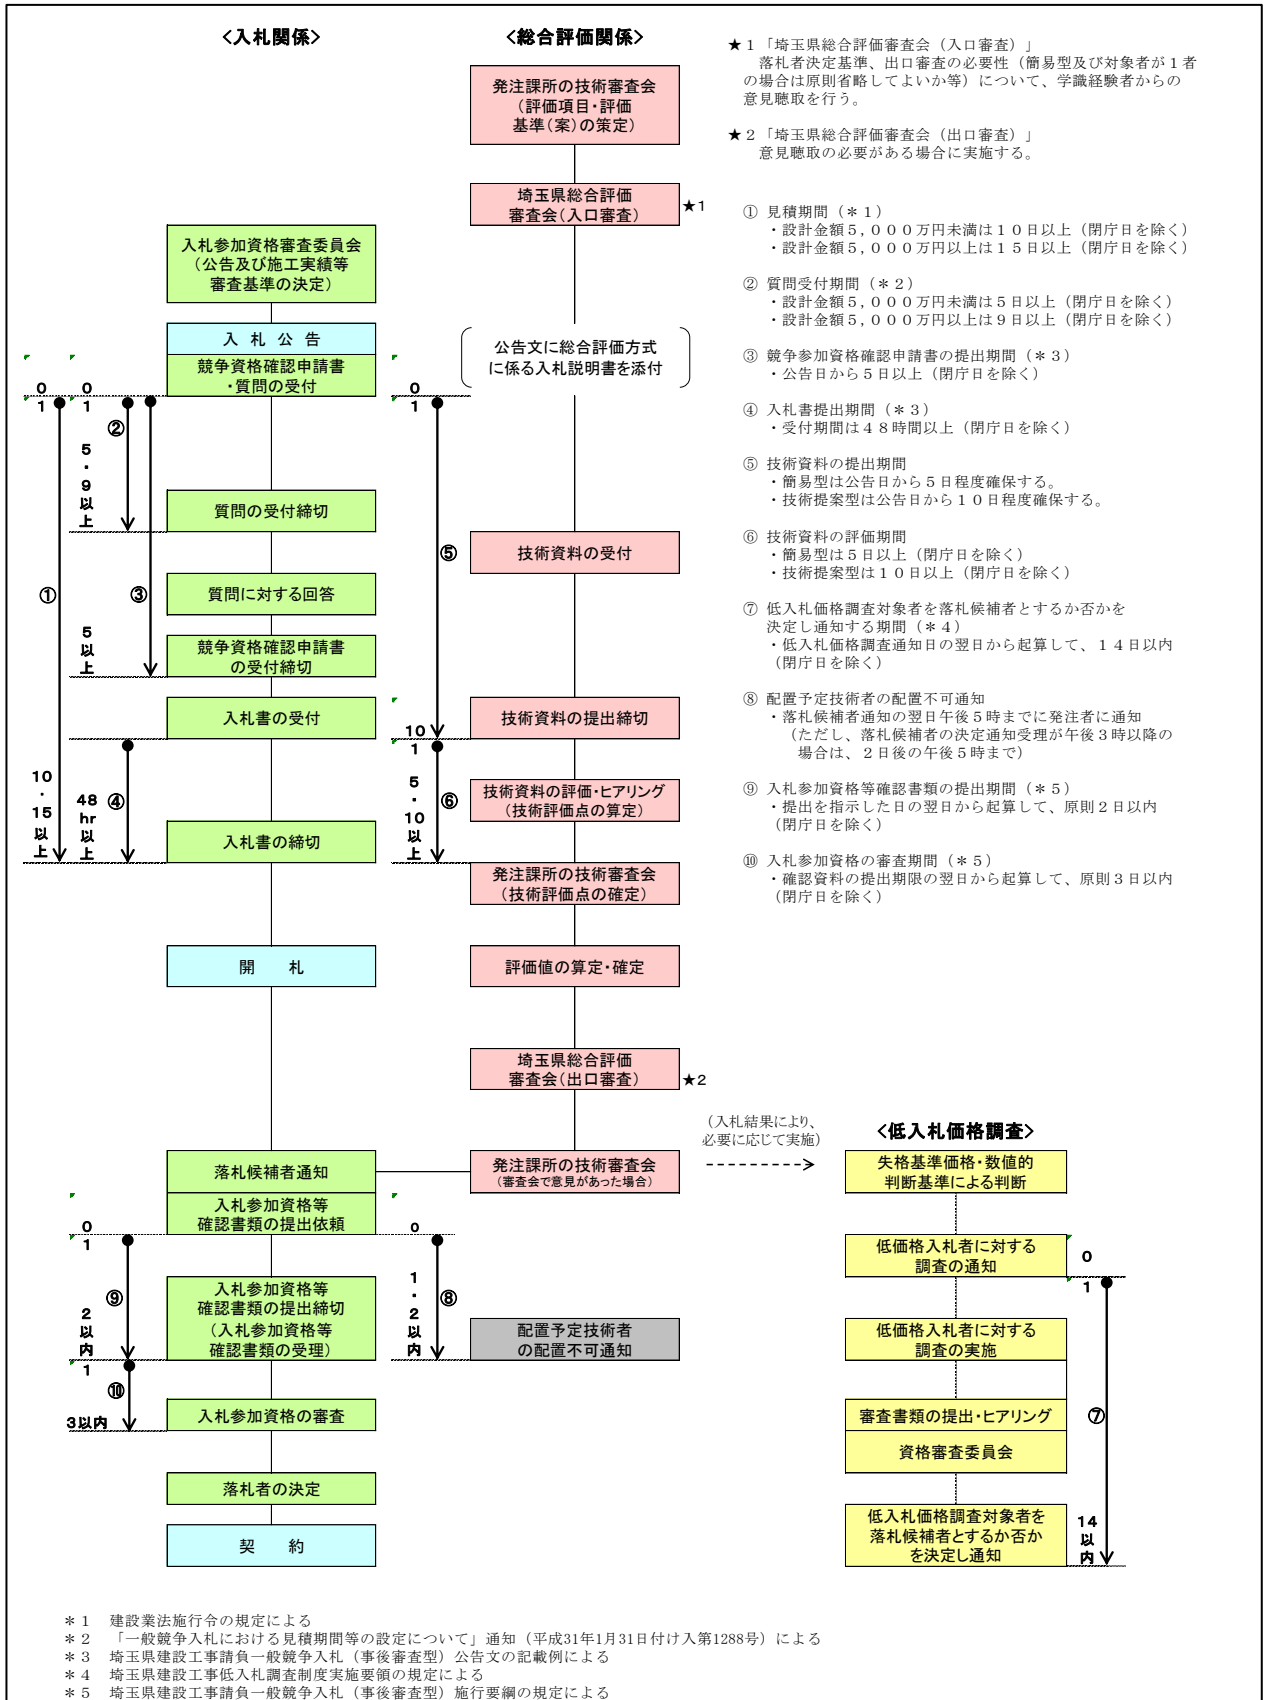 <入札関係>
<総合評価関係>
★１「埼玉県総合評価審査会（入口審査）」
落札者決定基準、出口審査の必要性（簡易型及び対象者が１者
の場合は原則省略してよいか等）について、学識経験者からの
意見聴取を行う。
★２「埼玉県総合評価審査会（出口審査）」
意見聴取の必要がある場合に実施する。
発注課所の技術審査会
（評価項目・評価
基準（案）の策定）
埼玉県総合評価
審査会（入口審査）
★1
入札参加資格審査委員会
（公告及び施工実績等
審査基準の決定）
入 札 公 告
競争資格確認申請書
・質問の受付
公告文に総合評価方式
に係る入札説明書を添付
0
1
0
1
0
1
②
5
・
9
以
上
質問の受付締切
技術資料の受付
⑤
①
③
質問に対する回答
5
以
上
競争資格確認申請書
の受付締切
入札書の受付
技術資料の提出締切
10
1
10
・
15
以
上
48
hr
以
上
④
5
・
10
以
上
⑥
技術資料の評価・ヒアリング
（技術評価点の算定）
入札書の締切
発注課所の技術審査会
（技術評価点の確定）
開　札
評価値の算定・確定
埼玉県総合評価
審査会（出口審査）
★2
① 見積期間（＊１）
・設計金額５，０００万円未満は１０日以上（閉庁日を除く）
・設計金額５，０００万円以上は１５日以上（閉庁日を除く）
② 質問受付期間（＊２）
・設計金額５，０００万円未満は５日以上（閉庁日を除く）
・設計金額５，０００万円以上は９日以上（閉庁日を除く）
③ 競争参加資格確認申請書の提出期間（＊３）
・公告日から５日以上（閉庁日を除く）
④ 入札書提出期間（＊３）
・受付期間は４８時間以上（閉庁日を除く）
⑤ 技術資料の提出期間
・簡易型は公告日から５日程度確保する。
・技術提案型は公告日から１０日程度確保する。
⑥ 技術資料の評価期間
・簡易型は５日以上（閉庁日を除く）
・技術提案型は１０日以上（閉庁日を除く）
⑦ 低入札価格調査対象者を落札候補者とするか否かを
決定し通知する期間（＊４）
・低入札価格調査通知日の翌日から起算して、１４日以内
（閉庁日を除く）
⑧ 配置予定技術者の配置不可通知
・落札候補者通知の翌日午後５時までに発注者に通知
（ただし、落札候補者の決定通知受理が午後３時以降の
場合は、２日後の午後５時まで）
⑨ 入札参加資格等確認書類の提出期間（＊５）
・提出を指示した日の翌日から起算して、原則２日以内
（閉庁日を除く）
⑩ 入札参加資格の審査期間（＊５）
・確認資料の提出期限の翌日から起算して、原則３日以内
（閉庁日を除く）
（入札結果により、
必要に応じて実施）
<低入札価格調査>
落札候補者通知
発注課所の技術審査会
（審査会で意見があった場合）
失格基準価格・数値的
判断基準による判断
入札参加資格等
確認書類の提出依頼
0
1
0
低価格入札者に対する
調査の通知
0
1
入札参加資格等
確認書類の提出締切
（入札参加資格等
確認書類の受理）
⑨
2
以
内
1
・
2
以
内
⑧
配置予定技術者
の配置不可通知
低価格入札者に対する
調査の実施
1
⑩
3以内
入札参加資格の審査
審査書類の提出・ヒアリング
資格審査委員会
⑦
落札者の決定
契　約
低入札価格調査対象者を
落札候補者とするか否か
を決定し通知
14
以
内
＊１　建設業法施行令の規定による
＊２　「一般競争入札における見積期間等の設定について」通知（平成31年1月31日付け入第1288号）による
＊３　埼玉県建設工事請負一般競争入札（事後審査型）公告文の記載例による
＊４　埼玉県建設工事低入札調査制度実施要領の規定による
＊５　埼玉県建設工事請負一般競争入札（事後審査型）施行要綱の規定による